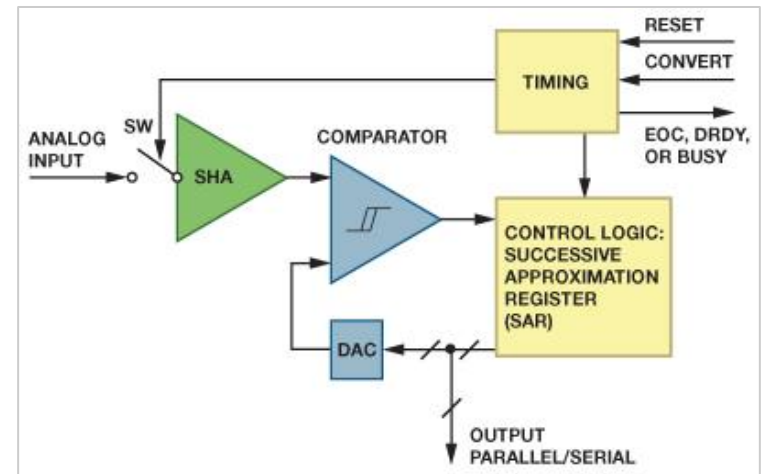 RESET
CONVERT
TIMING
EOC, DRDY,
OR BUSY
SW
COMPARATOR
ANALOG
INPUT
SHA
CONTROL LOGIC:
SUCCESSIVE
APPROXIMATION
REGISTER
(SAR)
DAC
OUTPUT
PARALLEL/SERIAL